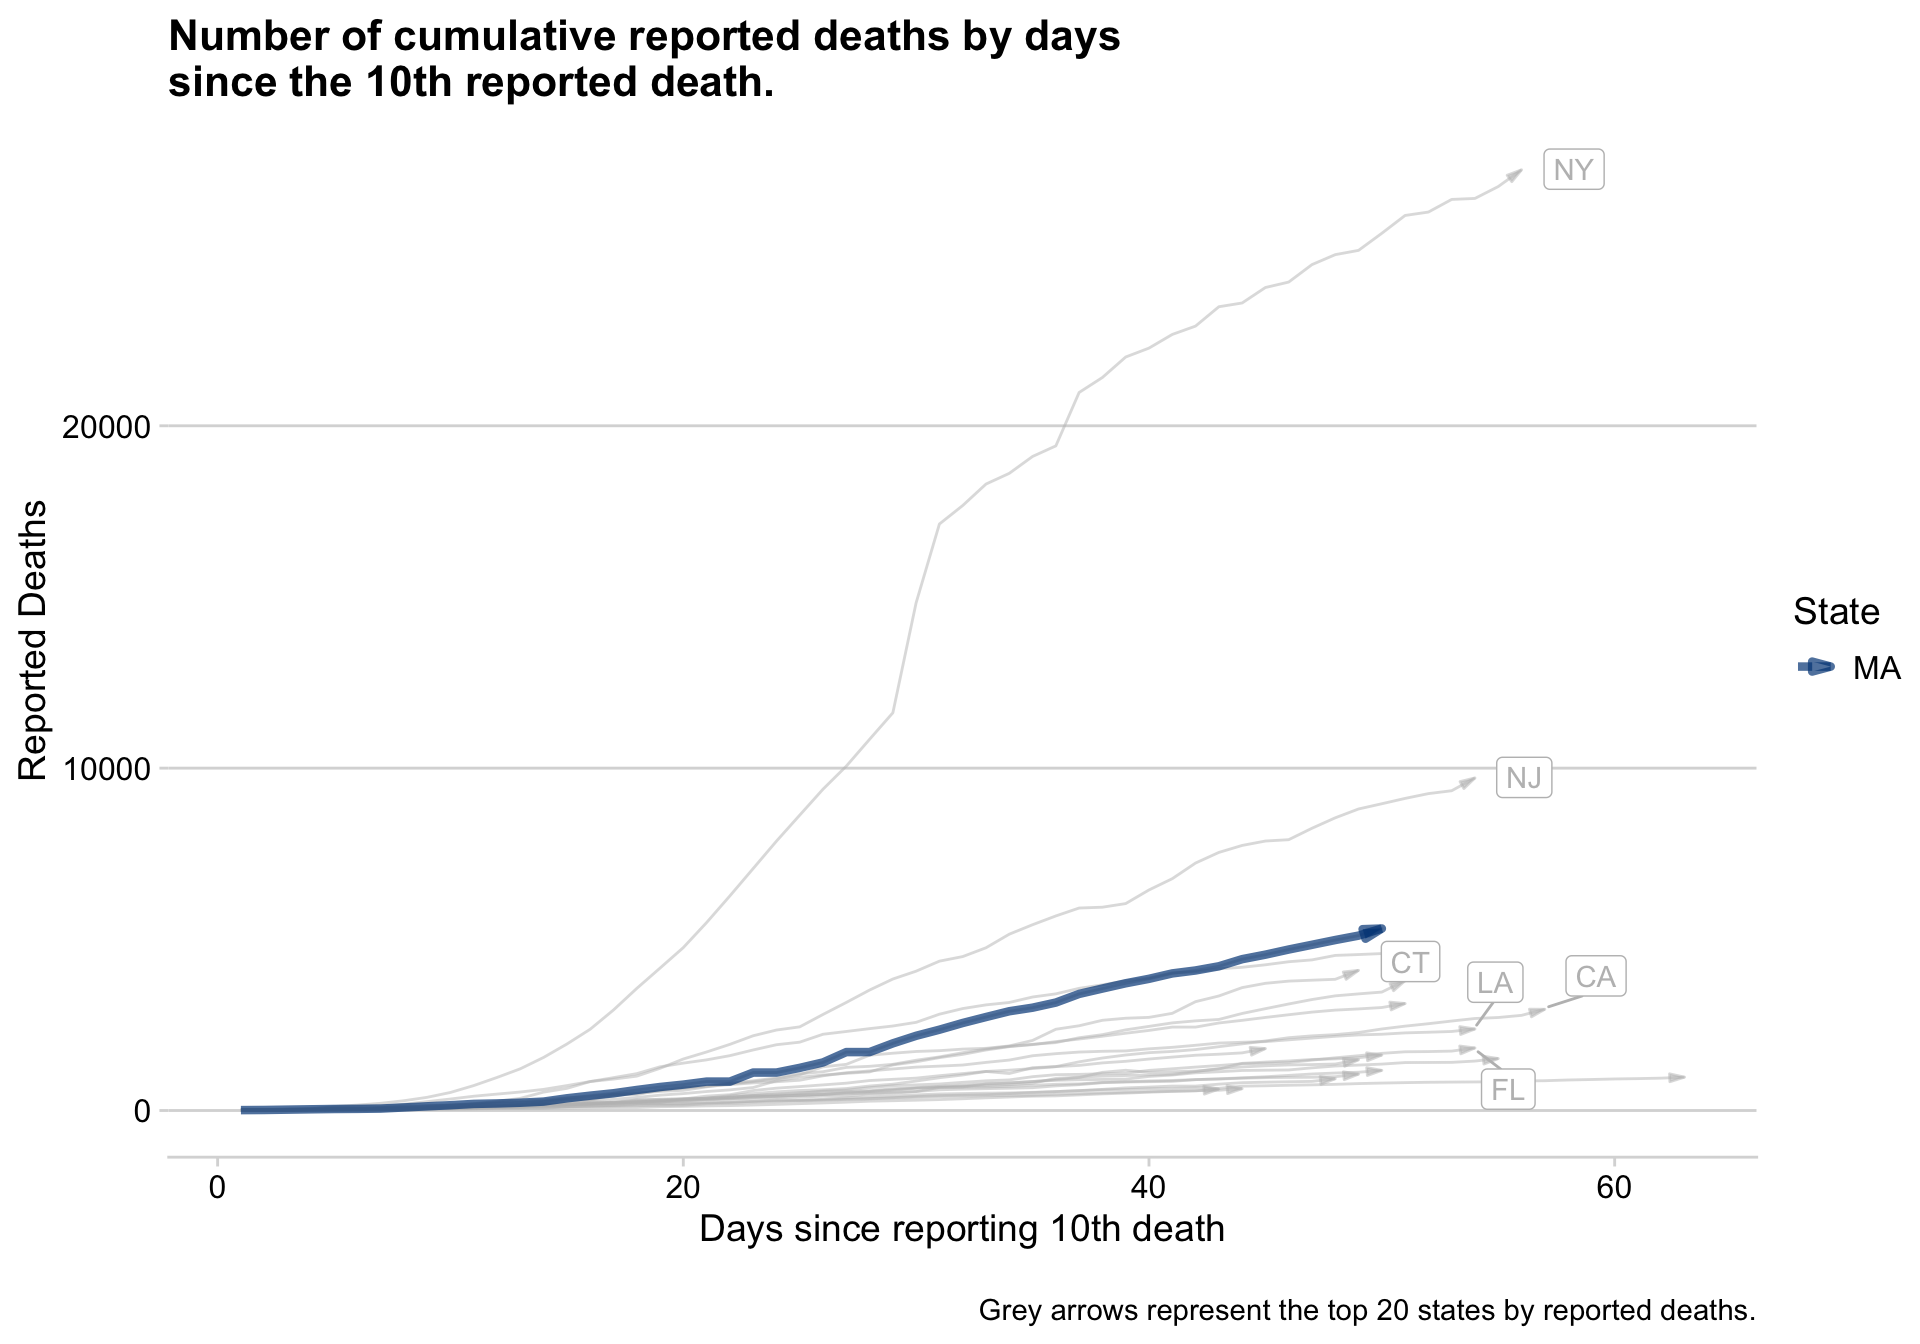 Number of cumulative reported deaths by days
since the 10th reported death.
NY
20000
Reported Deaths
State
MA
10000
NJ
CT
LA
CA
FL
0
0 20 40 60
Days since reporting 10th death
Grey arrows represent the top 20 states by reported deaths.